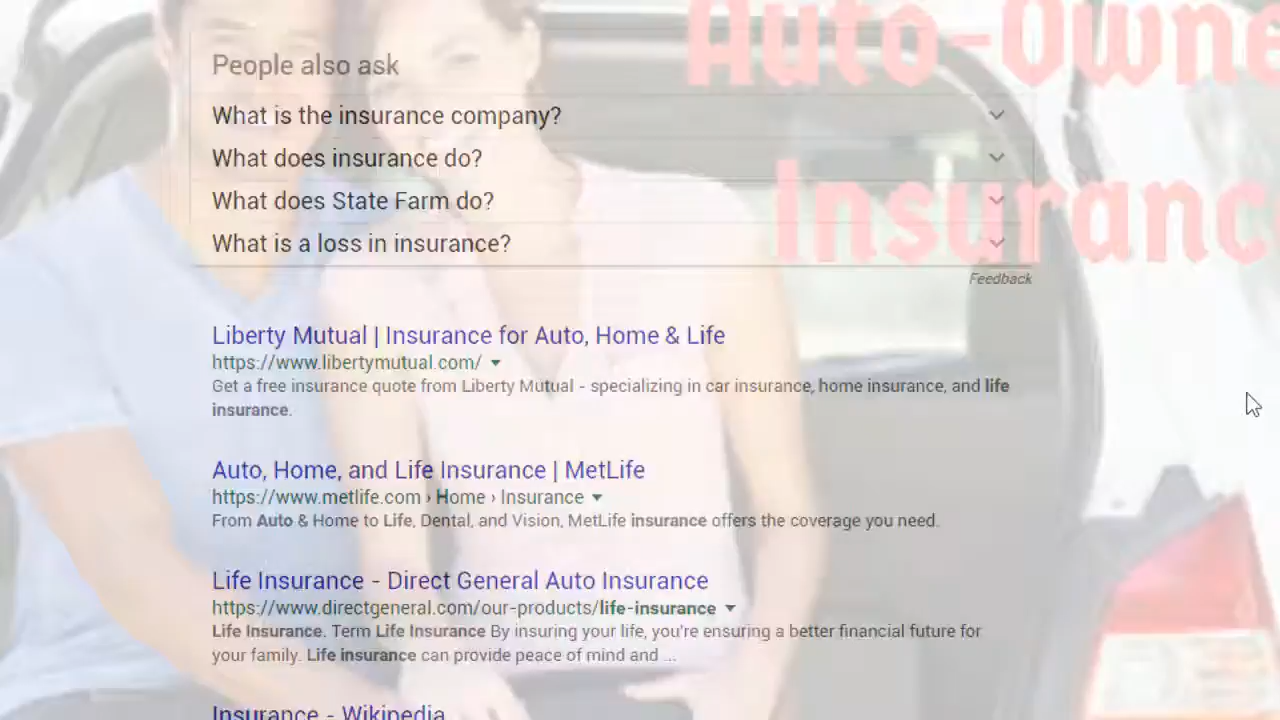 Auto-Owne
Insuranc
People also ask
What is the insurance company?
What does insurance do?
What does State Farm do?
What is a loss in insurance?
Feedback
Liberty Mutual | Insurance for Auto, Home & Life
https://www.libertymutual.com/
Get a free insurance quote from Liberty Mutual - specializing in car insurance, home insurance, and life
insurance.
Auto, Home, and Life Insurance | MetLife
https://www.metlife.com › Home › Insurance
From Auto & Home to Life, Dental, and Vision, MetLife insurance offers the coverage you need.
Life Insurance - Direct General Auto Insurance
https://www.directgeneral.com/our-products/life-insurance
Life Insurance. Term Life Insurance By insuring your life, you're ensuring a better financial future for
your family. Life insurance can provide peace of mind and ...
Insurance - Wikipedia